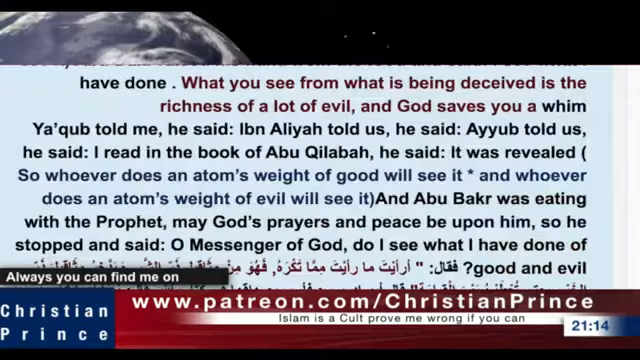 have done . What you see from what is being deceived is the
richness of a lot of evil, and God saves you a whim
Ya'qub told me, he said: Ibn Aliyah told us, he said: Ayyub told us,
he said: I read in the book of Abu Qilabah, he said: It was revealed (
So whoever does an atom's weight of good will see it * and whoever
does an atom's weight of evil will see it)And Abu Bakr was eating
with the Prophet, may God's prayers and peace be upon him, so he
stopped and said: O Messenger of God, do I see what I have done of
good and evil? فقال: " أرأيْتَ ما رأيْتَ مِمَّا تَكْرَهُ، فَهُوَ مِنْ
Always you can find me on
www.patreon.com/ChristianPrince
Christian
Prince
Islam is a Cult prove me wrong if you can
21:14